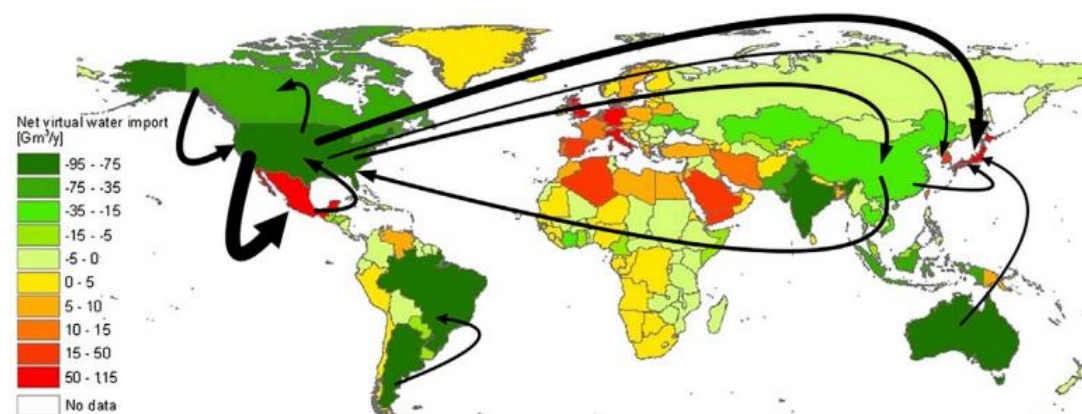 Net virtual water import
[Gm³/y]
-95 - -75
-75 - -35
-35 - -15
-15 - -5
-5 - 0
0 - 5
5 - 10
10 - 15
15 - 50
50 - 115
No data